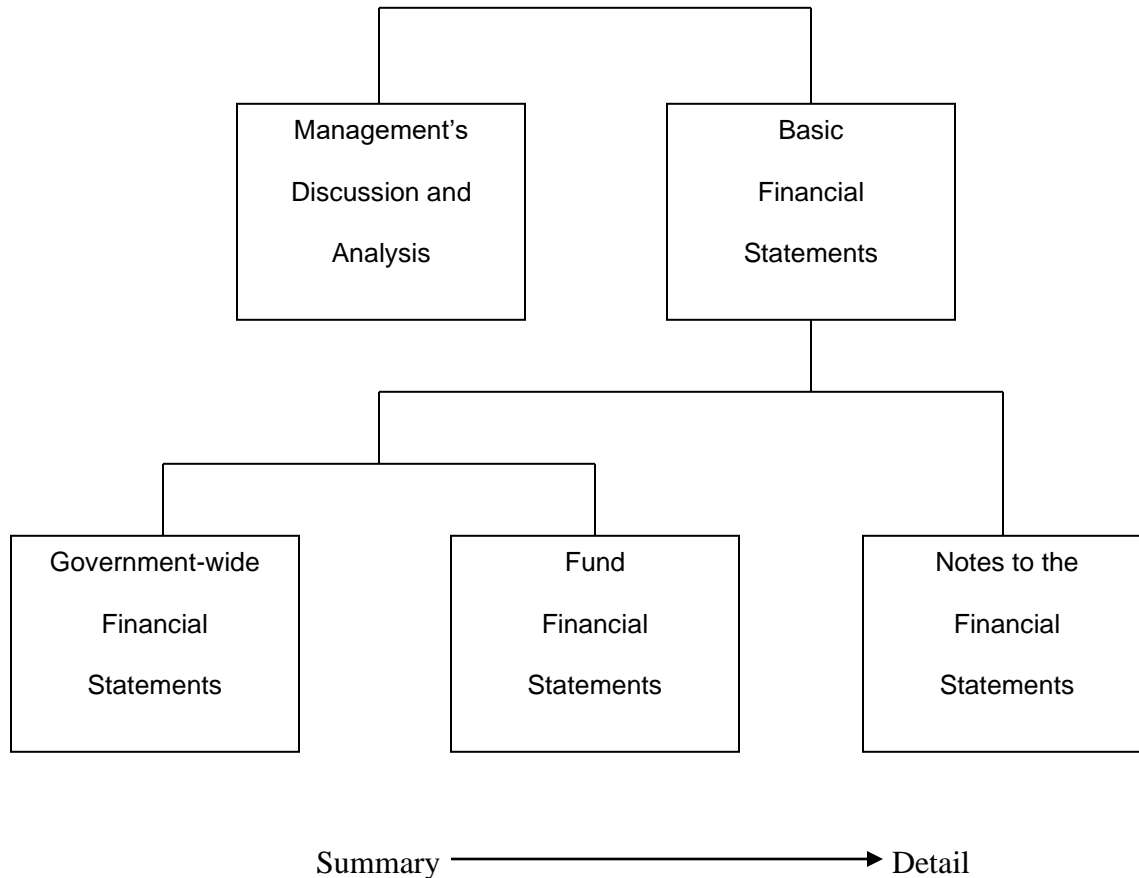 Management’s
Discussion and
Analysis
Basic
Financial
Statements
Government-wide
Financial
Statements
Fund
Financial
Statements
Notes to the
Financial
Statements
Summary
Detail